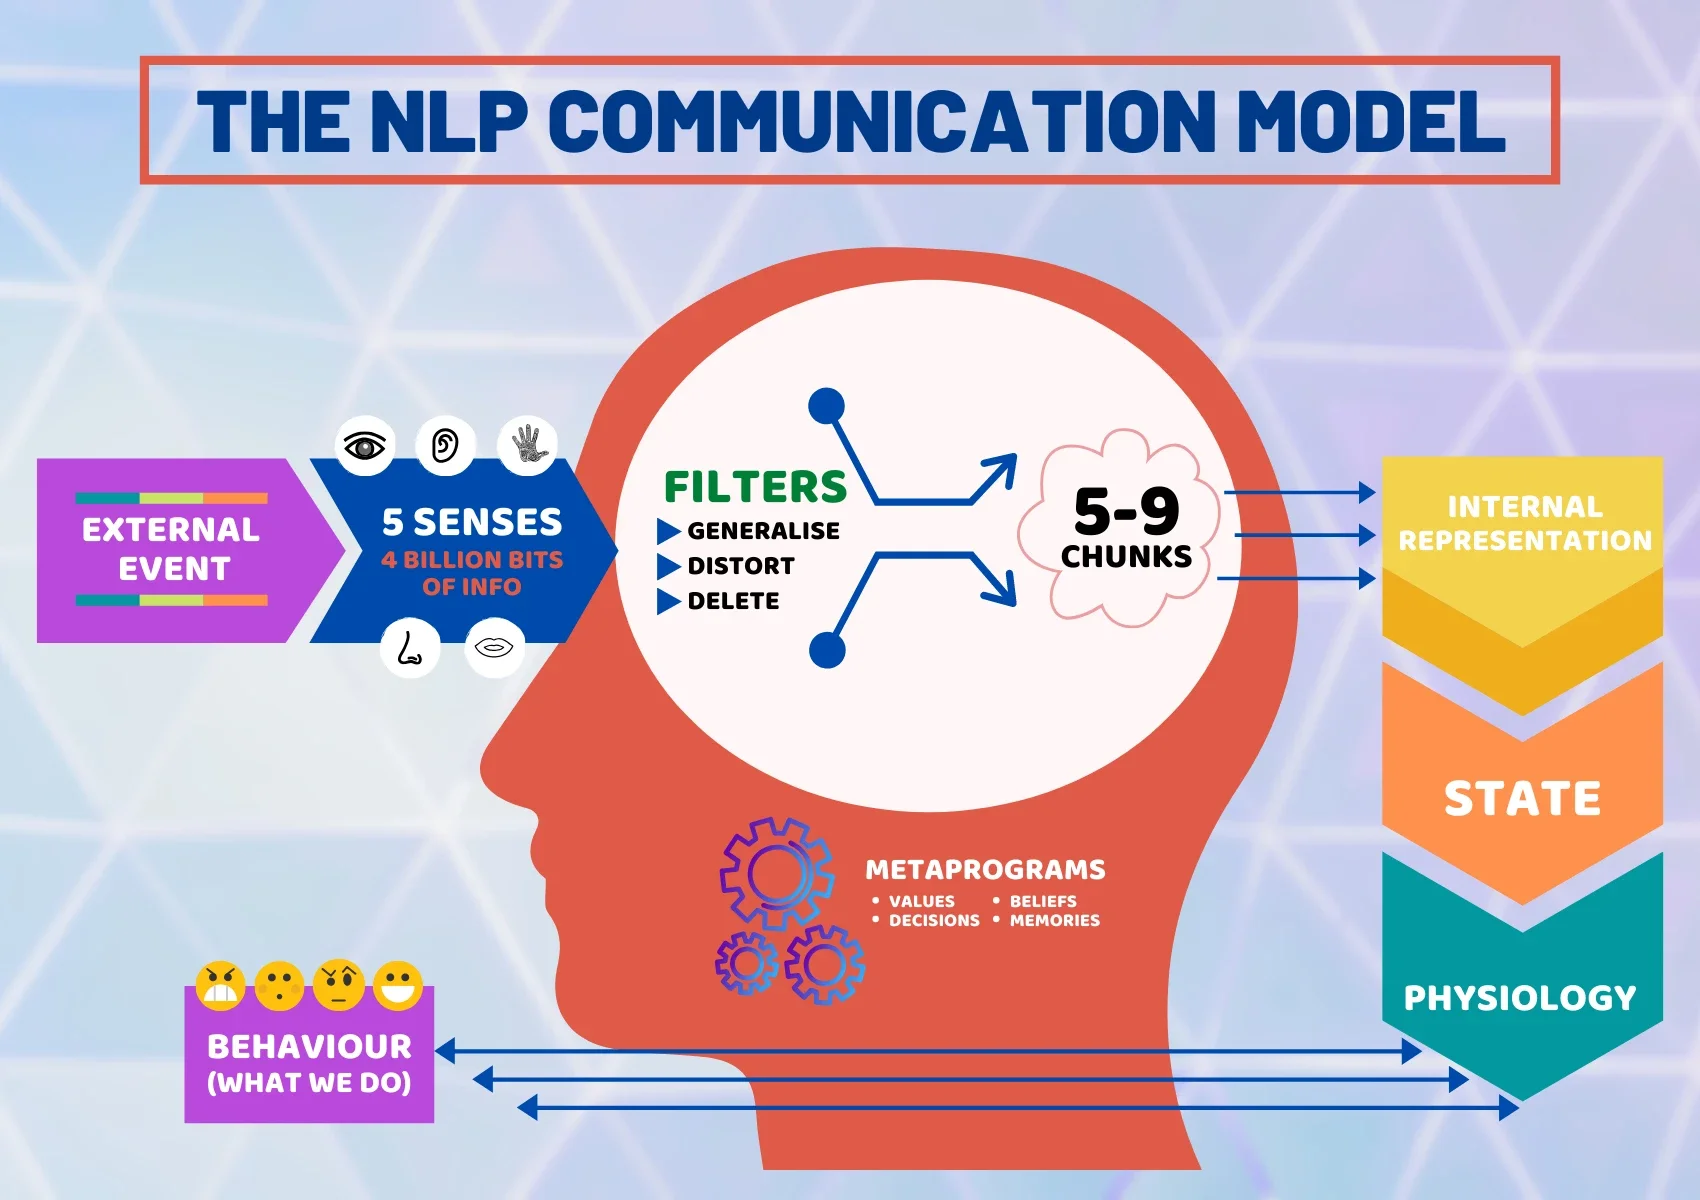 THE NLP COMMUNICATION MODEL
EXTERNAL
EVENT
5 SENSES
4 BILLION BITS
OF INFO
FILTERS
GENERALISE
DISTORT
DELETE
5-9
CHUNKS
INTERNAL
REPRESENTATION
STATE
PHYSIOLOGY
METAPROGRAMS
• VALUES • BELIEFS
• DECISIONS • MEMORIES
BEHAVIOUR
(WHAT WE DO)